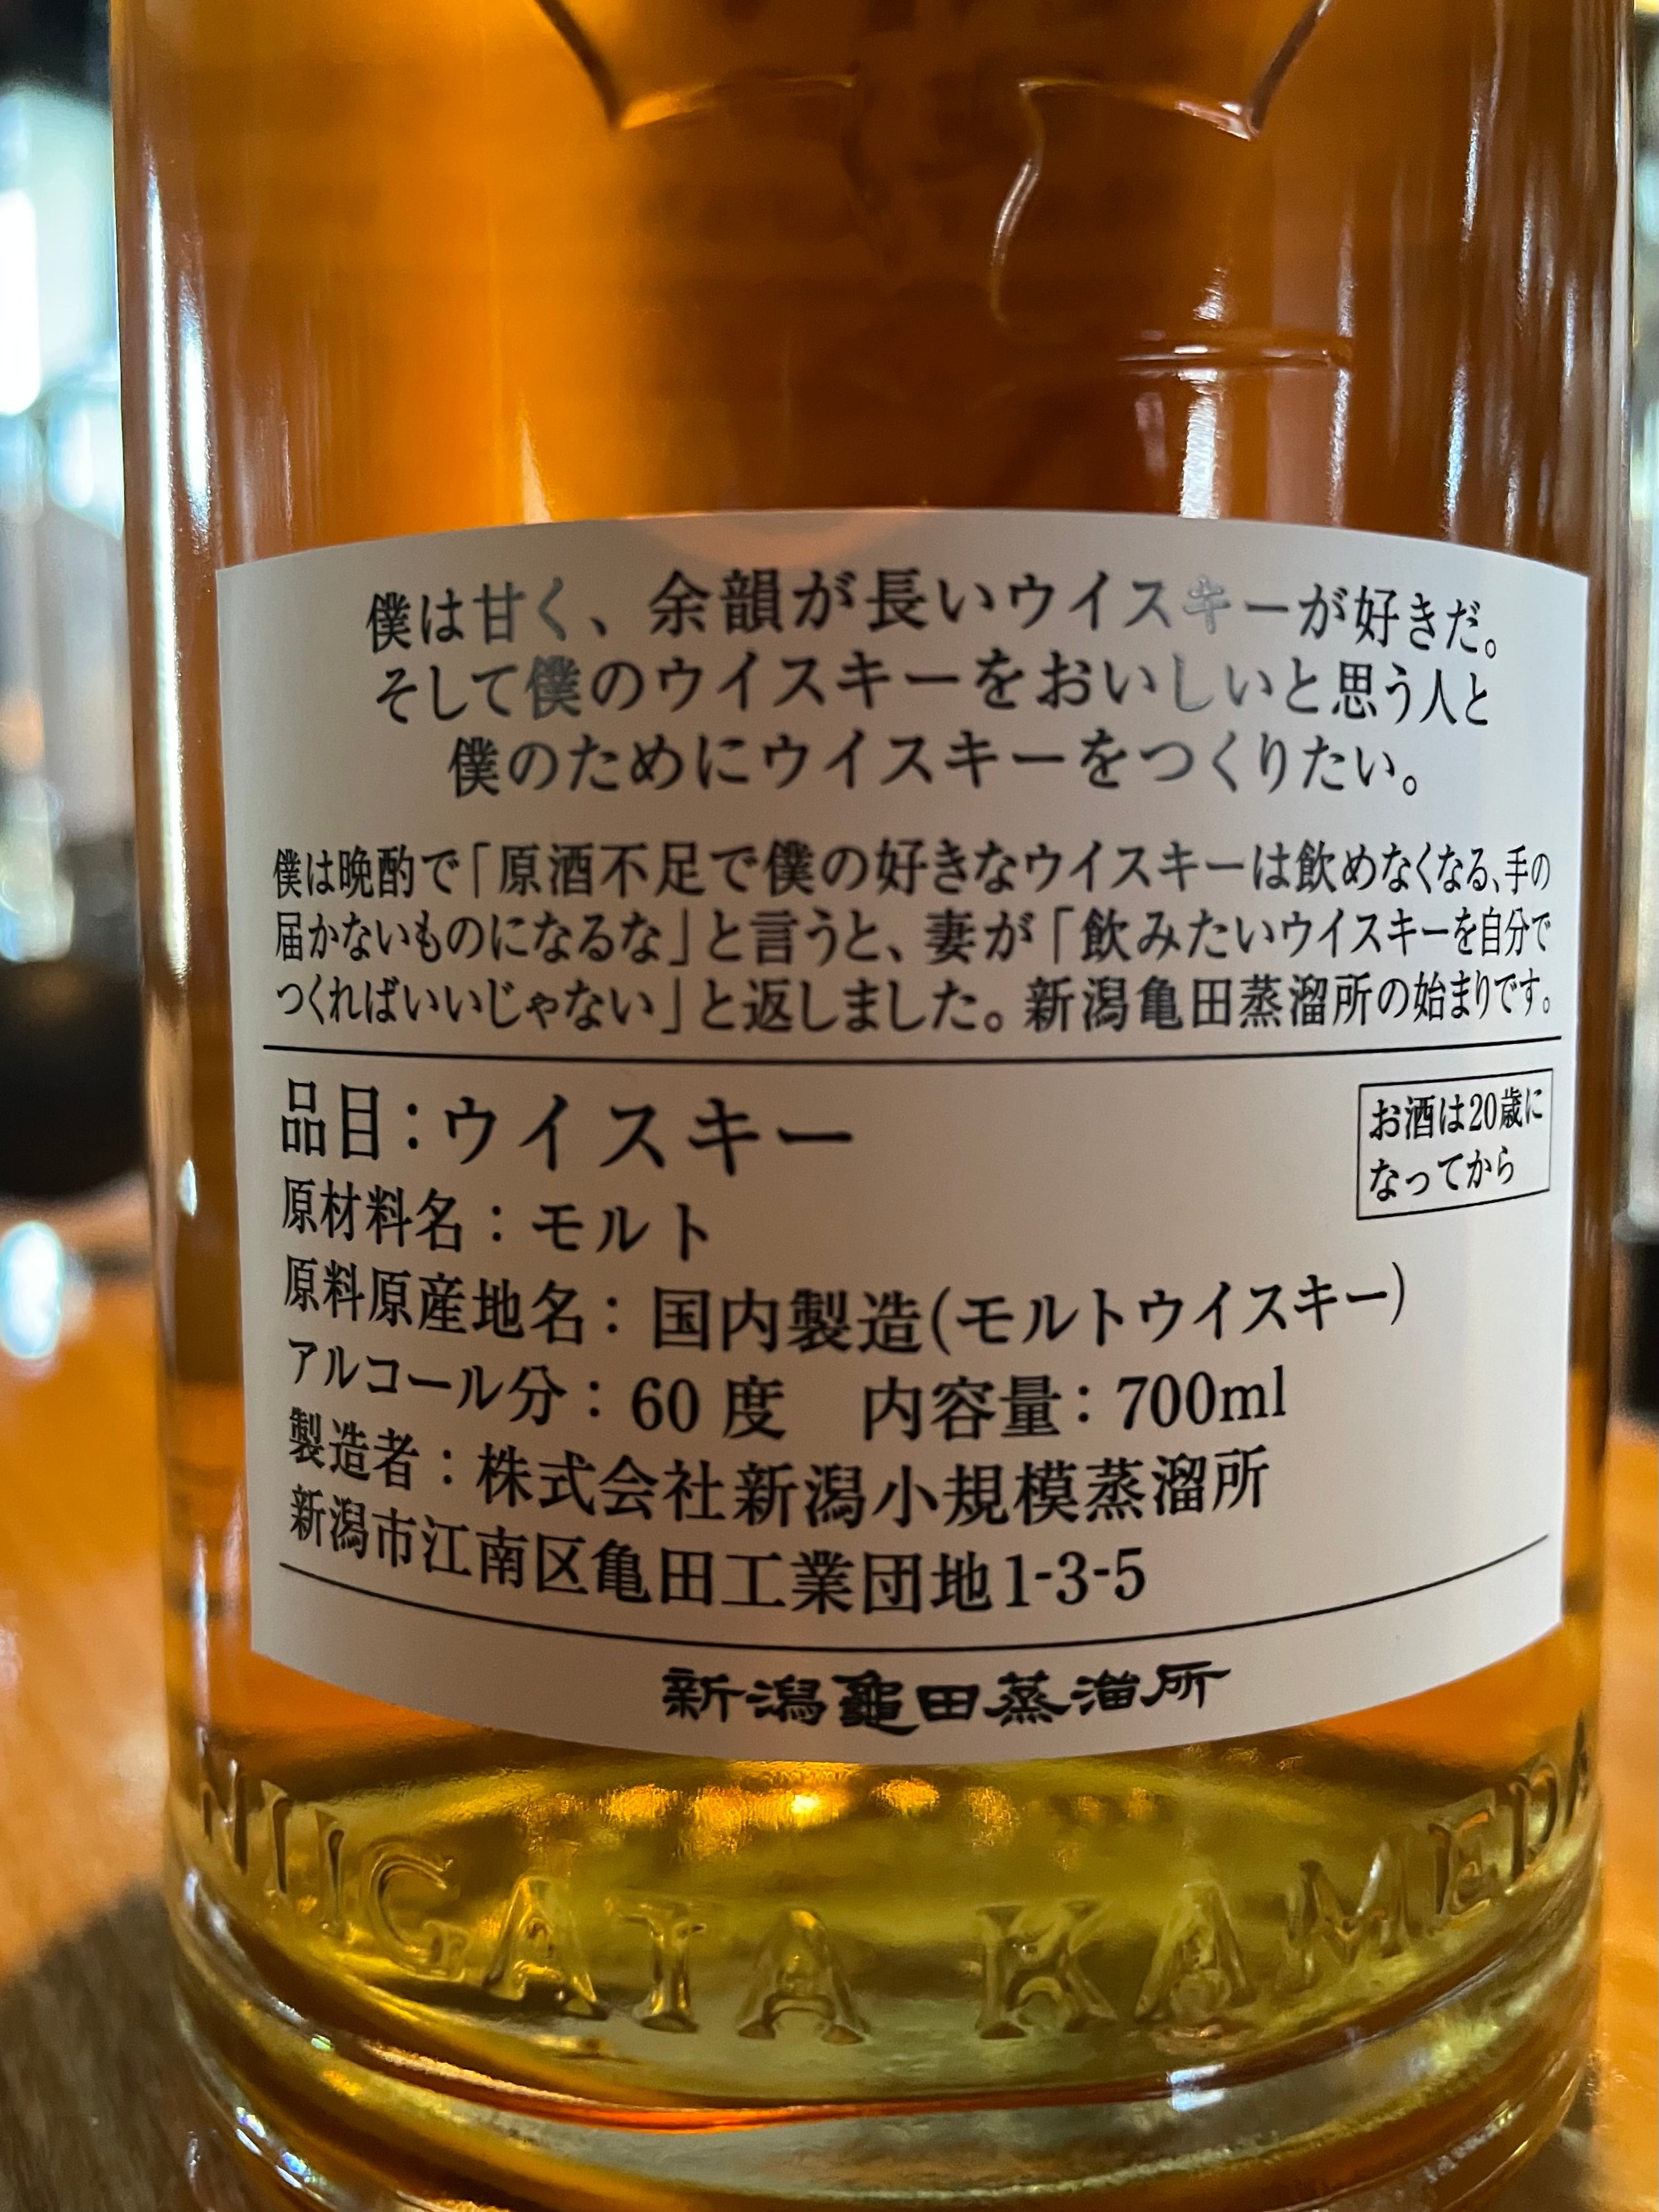 僕は甘く、余韻が長いウイスキーが好きだ。
そして僕のウイスキーをおいしいと思う人と
僕のためにウイスキーをつくりたい。
僕は晩酌で「原酒不足で僕の好きなウイスキーは飲めなくなる、手の
届かないものになるな」と言うと、妻が「飲みたいウイスキーを自分で
つくればいいじゃない」と返しました。新潟亀田蒸溜所の始まりです。
品目：ウイスキー
お酒は20歳に
なってから
原材料名：モルト
原料原産地名：国内製造(モルトウイスキー)
アルコール分：60度　内容量：700ml
製造者：株式会社新潟小規模蒸溜所
新潟市江南区亀田工業団地1-3-5
新潟亀田蒸溜所
NIIGATA KAMEDA